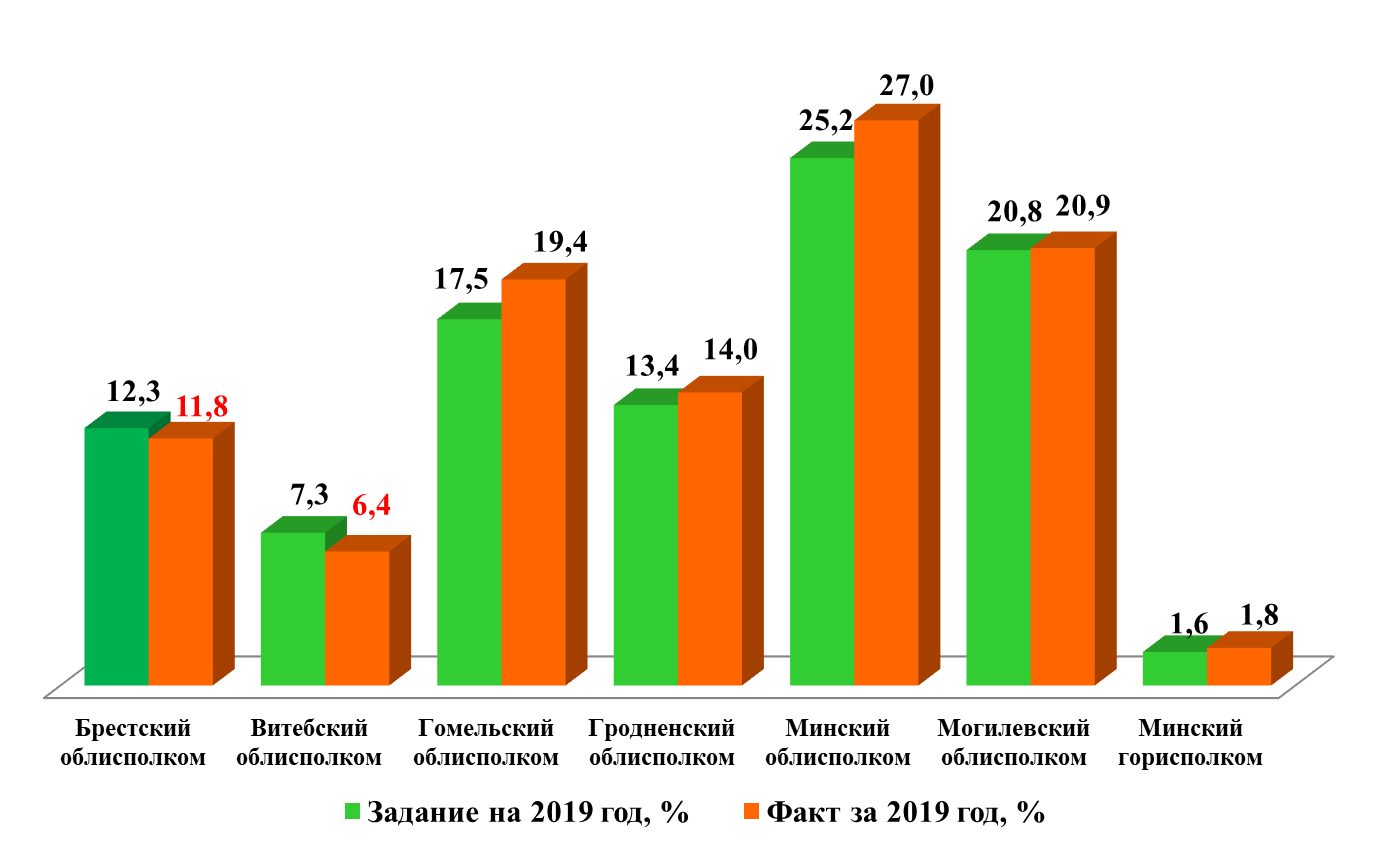 27,0
25,2
20,8
20,9
19,4
17,5
13,4
14,0
12,3
11,8
7,3
6,4
1,6
1,8
Брестский
облисполком
Витебский
облисполком
Гомельский
облисполком
Гродненский
облисполком
Минский
облисполком
Могилевский
облисполком
Минский
горисполком
Задание на 2019 год, %
Факт за 2019 год, %